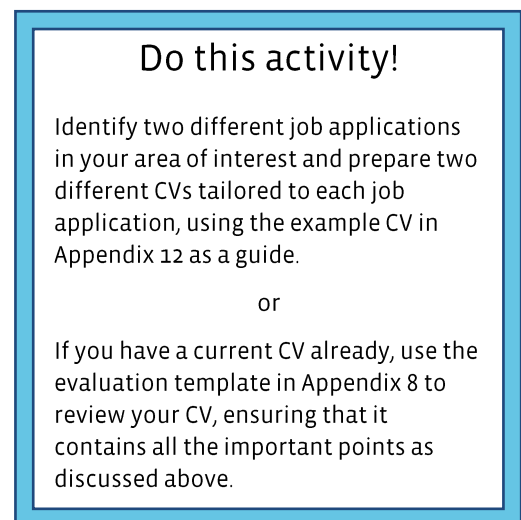 Do this activity!
Identify two different job applications
in your area of interest and prepare two
different CVs tailored to each job
application, using the example CV in
Appendix 12 as a guide.
or
If you have a current CV already, use the
evaluation template in Appendix 8 to
review your CV, ensuring that it
contains all the important points as
discussed above.